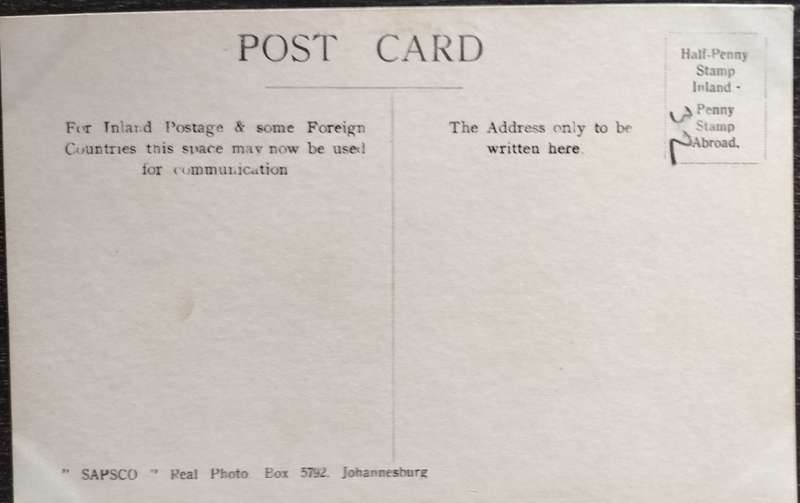 POST CARD
Half-Penny
Stamp
Inland -
Penny
Stamp
Abroad.
For Inland Postage & some Foreign
Countries this space may now be used
for communication
The Address only to be
written here.
" SAPSCO " Real Photo Box 5792. Johannesburg